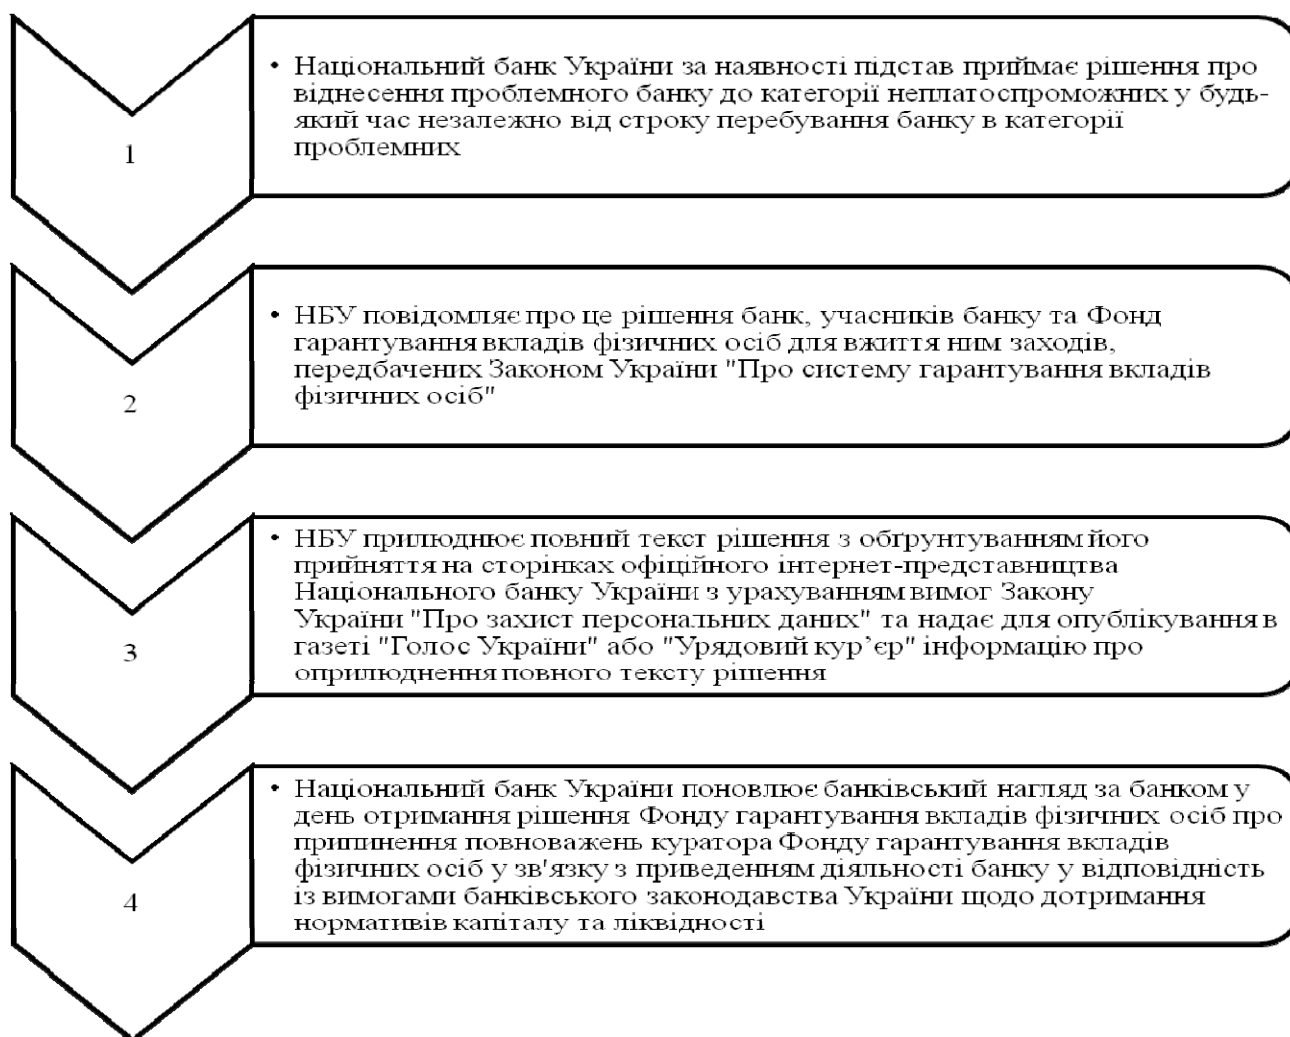 • Національний банк України за наявності підстав приймає рішення про
віднесення проблемного банку до категорії неплатоспроможних у будь-
який час незалежно від строку перебування банку в категорії
проблемних
1
• НБУ повідомляє про це рішення банк, учасників банку та Фонд
гарантування вкладів фізичних осіб для вжиття ним заходів,
передбачених Законом України "Про систему гарантування вкладів
фізичних осіб"
2
• НБУ прилюднює повний текст рішення з обґрунтуванням його
прийняття на сторінках офіційного інтернет-представництва
Національного банку України з урахуванням вимог Закону
України "Про захист персональних даних" та надає для опублікування в
газеті "Голос України" або "Урядовий кур’єр" інформацію про
оприлюднення повного тексту рішення
3
• Національний банк України поновлює банківський нагляд за банком у
день отримання рішення Фонду гарантування вкладів фізичних осіб про
припинення повноважень куратора Фонду гарантування вкладів
фізичних осіб у зв'язку з приведенням діяльності банку у відповідність
із вимогами банківського законодавства України щодо дотримання
нормативів капіталу та ліквідності
4